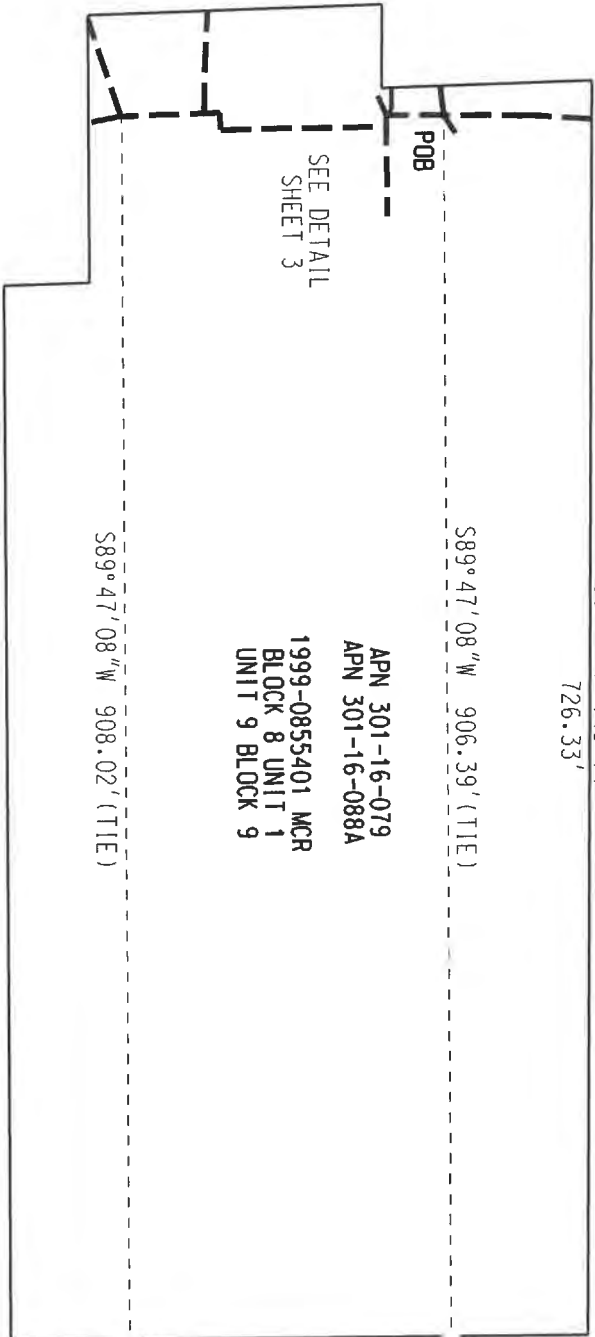 726.33'
S89°47'08"W 906.39'(TIE)
POB
SEE DETAIL
SHEET 3
APN 301-16-079
APN 301-16-088A
1999-0855401 MCR
BLOCK 8 UNIT 1
UNIT 9 BLOCK 9
S89°47'08"W 908.02'(TIE)